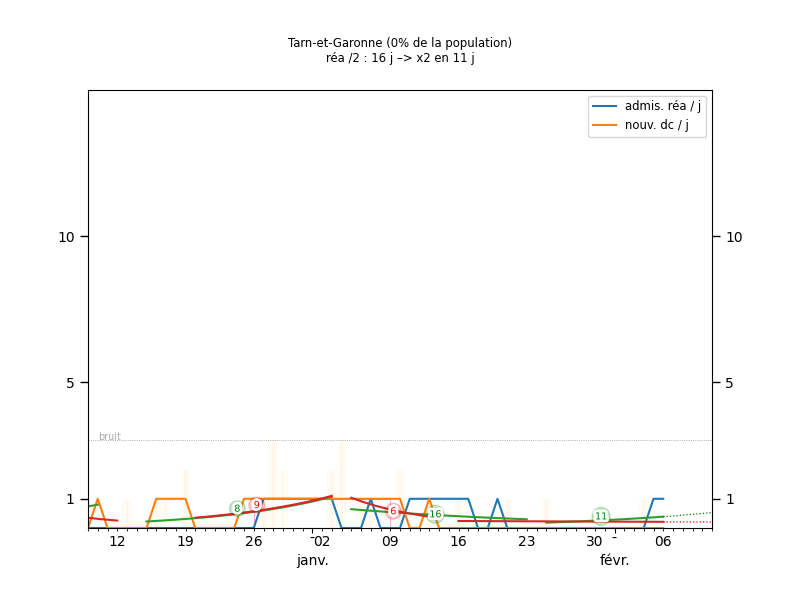 Tarn-et-Garonne (0% de la population)
réa /2 : 16 j –> x2 en 11 j
admis. réa / j
nouv. dc / j
10 10
5 5
bruit
1 1
8 9 6 16 11
12 19 26 02 09 16 23 30 06
janv. févr.